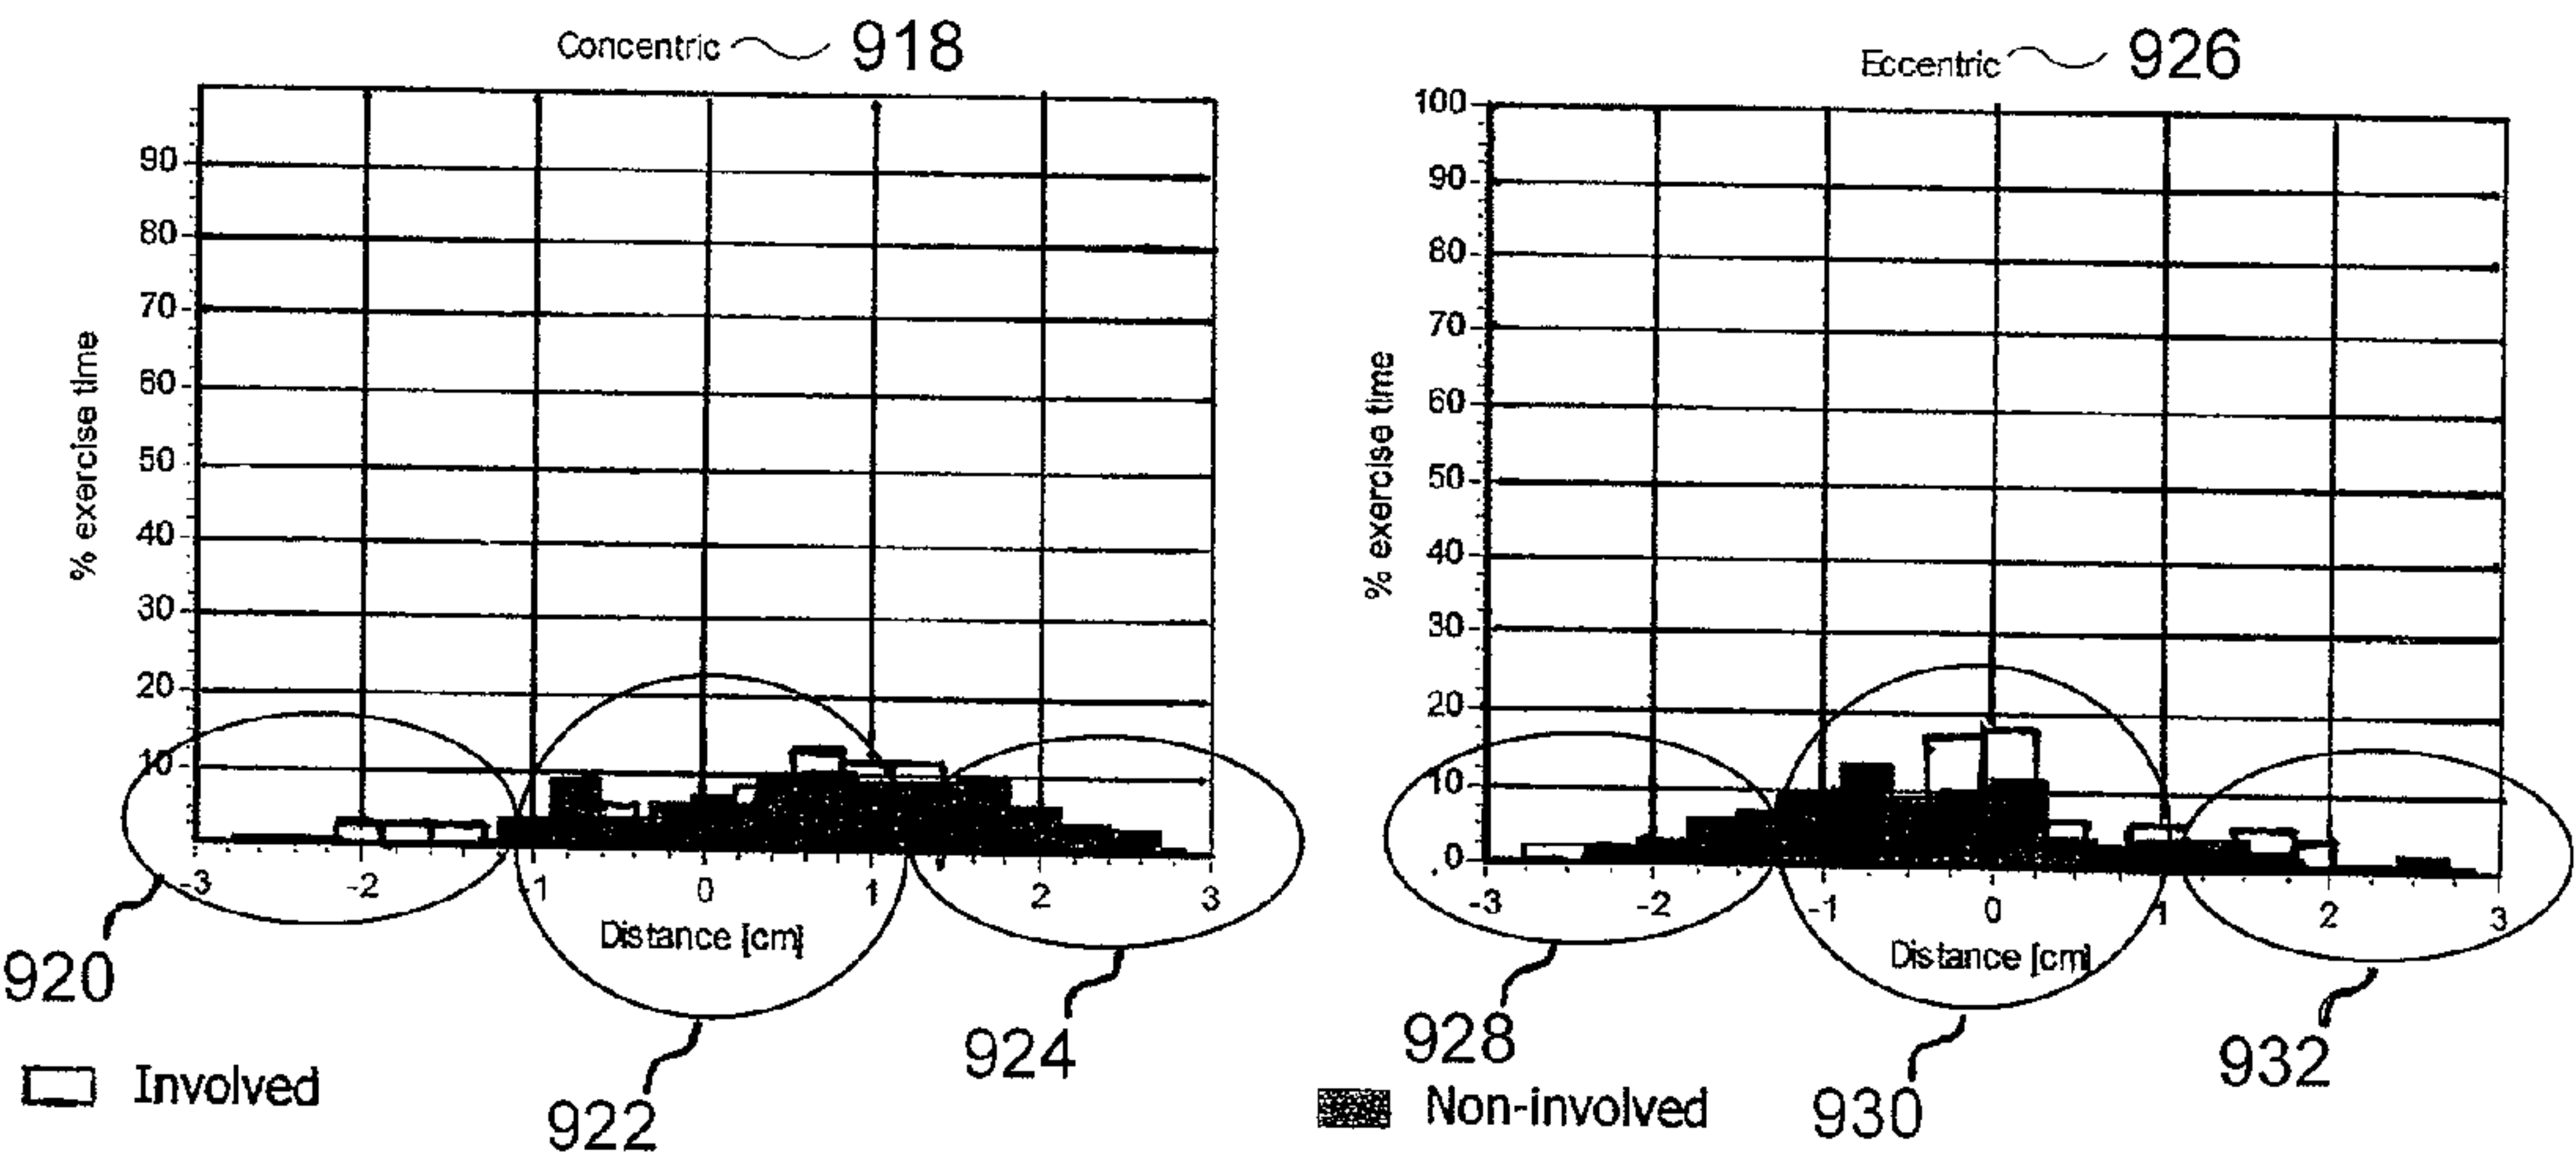 Concentric 918
90
80
70
60
50
40
30
20
10
% exercise time
-3 -2 -1 0 1 2 3
Distance [cm]
920
922
924
Involved
Eccentric 926
100
90
80
70
60
50
40
30
20
10
0
% exercise time
-3 -2 -1 0 1 2 3
Distance [cm]
928
930
932
Non-involved